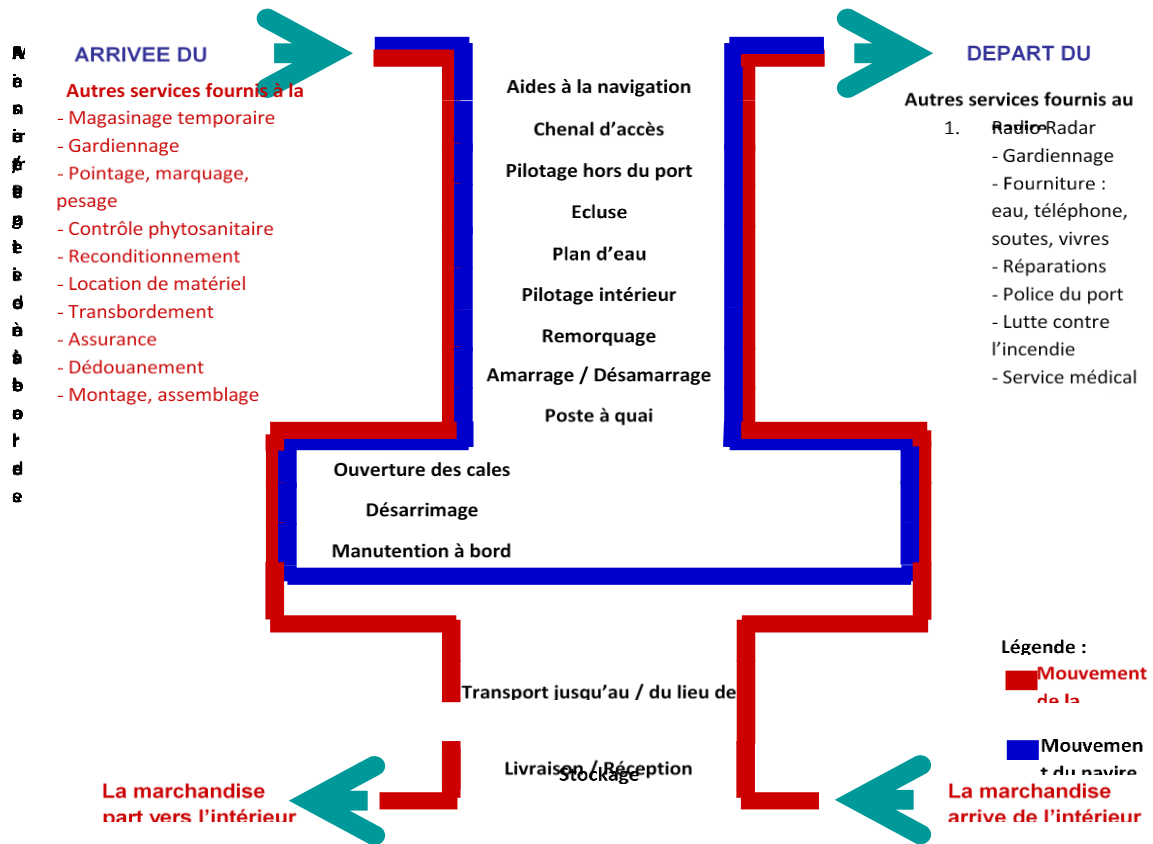 ARRIVEE DU
Autres services fournis à la
- Magasinage temporaire
- Gardiennage
- Pointage, marquage,
pesage
- Contrôle phytosanitaire
- Reconditionnement
- Location de matériel
- Transbordement
- Assurance
- Dédouanement
- Montage, assemblage
Aides à la navigation
Chenal d’accès
Pilotage hors du port
Ecluse
Plan d’eau
Pilotage intérieur
Remorquage
Amarrage / Désamarrage
Poste à quai
Ouverture des cales
Désarrimage
Manutention à bord
Transport jusqu’au / du lieu de
Livraison / Réception
Stockage
DEPART DU
Autres services fournis au
1. Radar
- Gardiennage
- Fourniture :
eau, téléphone,
soutes, vivres
- Réparations
- Police du port
- Lutte contre
l’incendie
- Service médical
Légende :
Mouvement
de la
Mouvemen
t du navire
La marchandise
part vers l’intérieur
La marchandise
arrive de l’intérieur